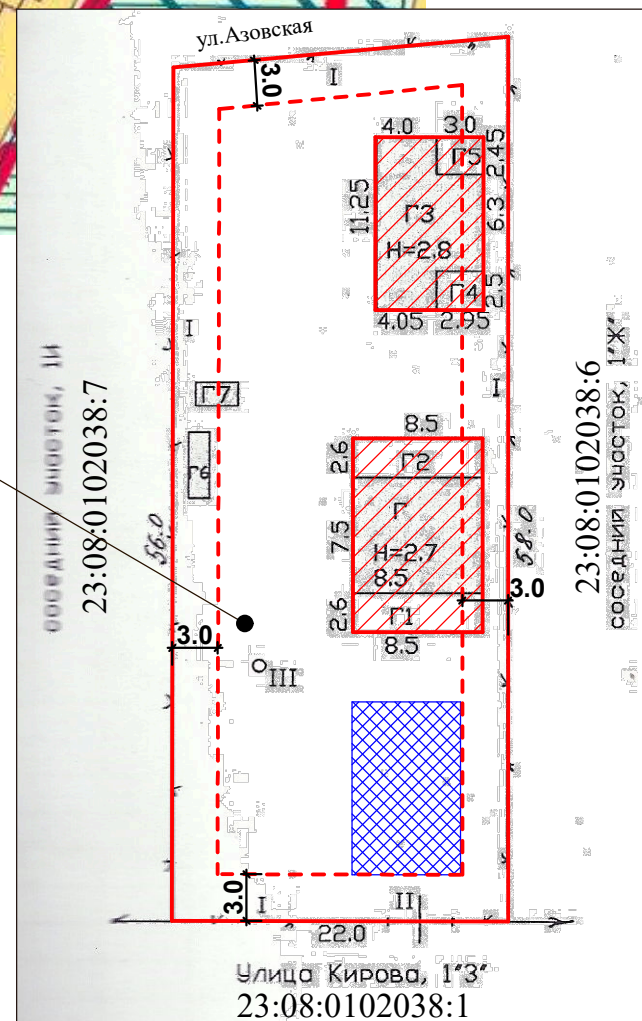 ул.Азовская
3.0
I
4.0
3.0
Г5
2.45
11.25
Г3
6.3
H=2.8
Г4
2.5
4.05
2.95
I
I
соседний участок, 1И
23:08:0102038:7
Г7
Г6
56.0
8.5
2.6
Г2
7.5
Г
H=2.7
8.5
2.6
Г1
8.5
58.0
3.0
23:08:0102038:6
соседний участок, 1"Ж"
3.0
III
3.0
I
II
22.0
Улица Кирова, 1"З"
23:08:0102038:1